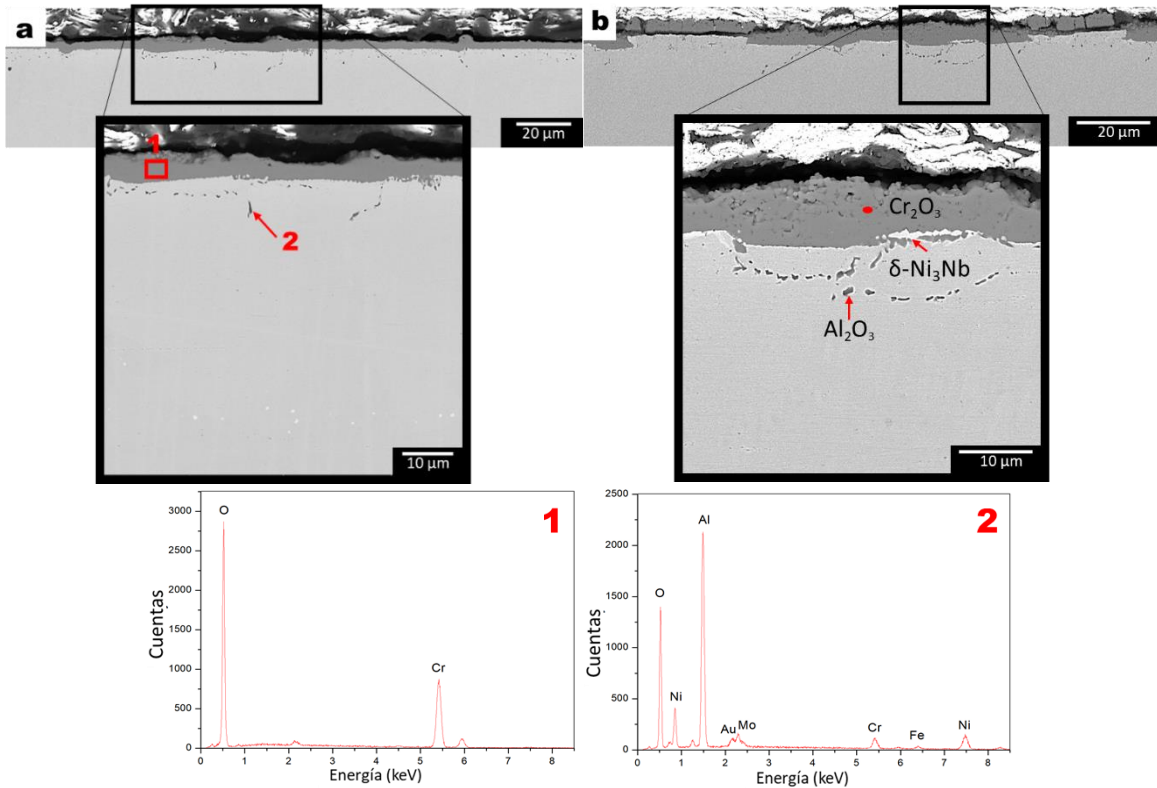 a
20 µm
1
2
10 µm
b
20 µm
Cr₂O₃
δ-Ni₃Nb
Al₂O₃
10 µm
1
Cuentas
3000
2500
2000
1500
1000
500
0
O
Cr
0 1 2 3 4 5 6 7 8
Energía (keV)
2
Cuentas
2500
2000
1500
1000
500
0
O
Ni
Al
Au
Mo
Cr
Fe
Ni
0 1 2 3 4 5 6 7 8
Energía (keV)